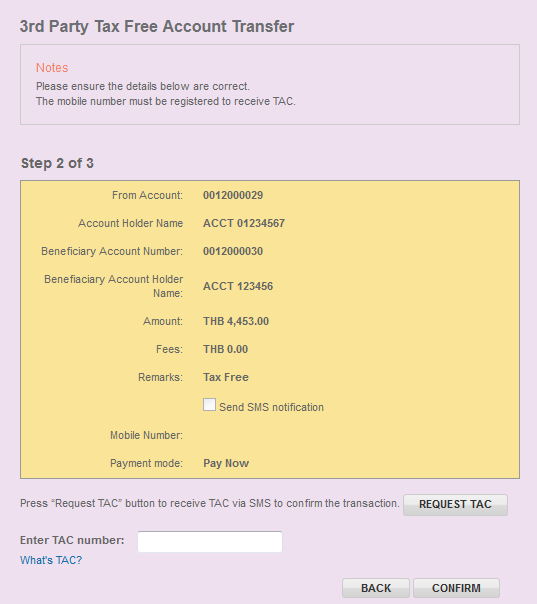 3rd Party Tax Free Account Transfer
Notes
Please ensure the details below are correct.
The mobile number must be registered to receive TAC.
Step 2 of 3
From Account: 0012000029
Account Holder Name ACCT 01234567
Beneficiary Account Number: 0012000030
Benefiaciary Account Holder
Name: ACCT 123456
Amount: THB 4,453.00
Fees: THB 0.00
Remarks: Tax Free
Send SMS notification
Mobile Number:
Payment mode: Pay Now
Press “Request TAC” button to receive TAC via SMS to confirm the transaction. REQUEST TAC
Enter TAC number:
What's TAC?
BACK CONFIRM